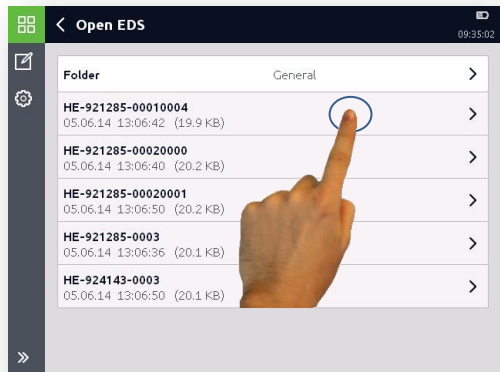 Open EDS
09:35:02
Folder General
HE-921285-00010004
05.06.14 13:06:42 (19.9 KB)
HE-921285-00020000
05.06.14 13:06:40 (20.2 KB)
HE-921285-00020001
05.06.14 13:06:50 (20.2 KB)
HE-921285-0003
05.06.14 13:06:36 (20.1 KB)
HE-924143-0003
05.06.14 13:06:50 (20.1 KB)